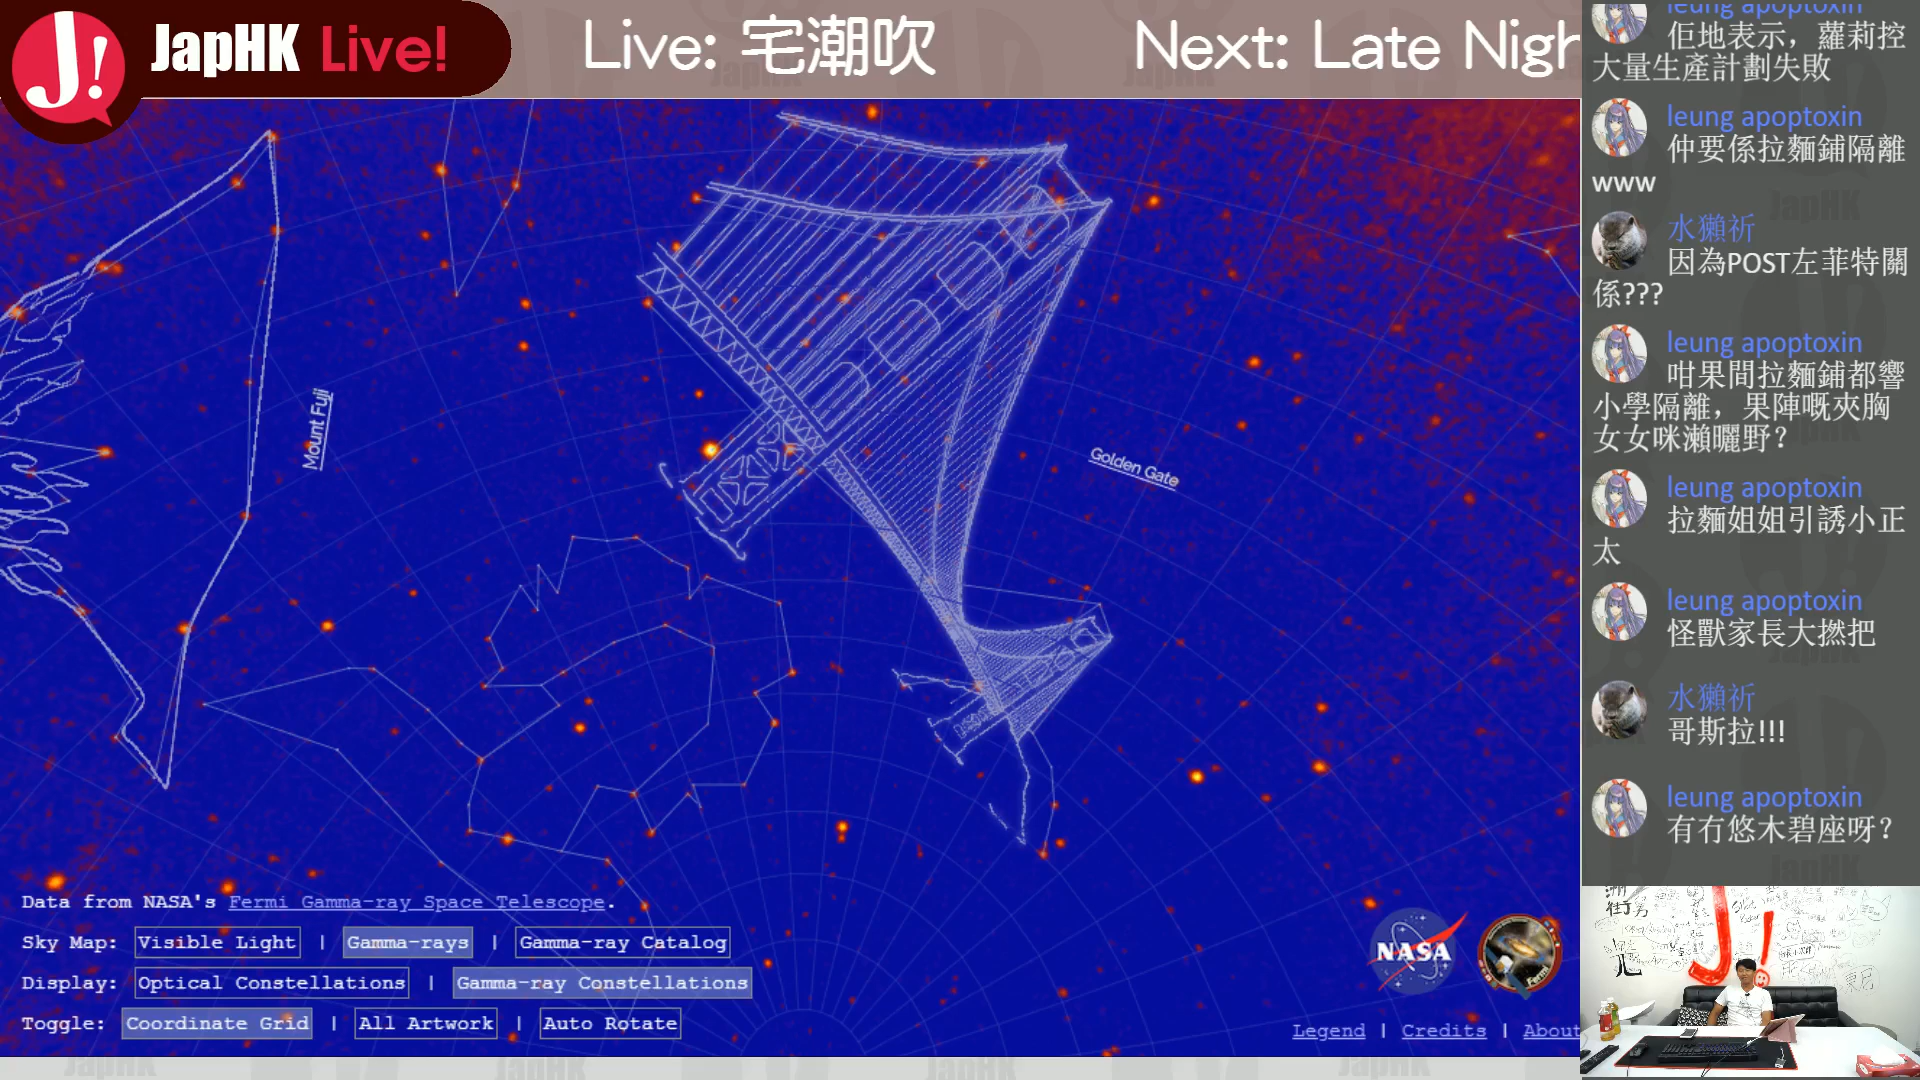 J!
JapHK Live!
Live: 宅潮吹
Next: Late Nigh
Mount Fuji
Golden Gate
Data from NASA's Fermi Gamma-ray Space Telescope.
Sky Map: Visible Light | Gamma-rays | Gamma-ray Catalog
Display: Optical Constellations | Gamma-ray Constellations
Toggle: Coordinate Grid | All Artwork | Auto Rotate
NASA
Fermi
Legend | Credits | About
leung apoptoxin
佢地表示，蘿莉控
大量生產計劃失敗
leung apoptoxin
仲要係拉麵鋪隔離
www
水獺祈
因為POST左菲特關
係???
leung apoptoxin
咁果間拉麵鋪都響
小學隔離，果陣嘅夾胸
女女咪瀨曬野？
leung apoptoxin
拉麵姐姐引誘小正
太
leung apoptoxin
怪獸家長大撚把
水獺祈
哥斯拉!!!
leung apoptoxin
有冇悠木碧座呀？
J!